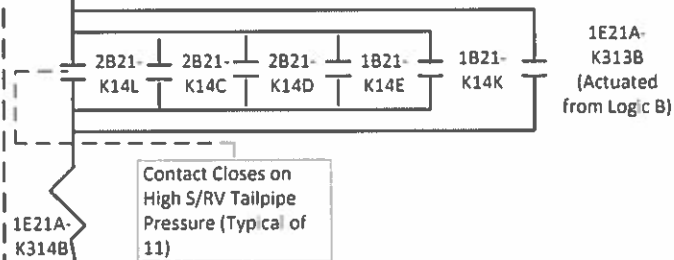 2B21-
K14L
2B21-
K14C
2B21-
K14D
1B21-
K14E
1B21-
K14K
1E21A-
K313B
(Actuated
from Logic B)
Contact Closes on
High S/RV Tailpipe
Pressure (Typical of
11)
1E21A-
K314B